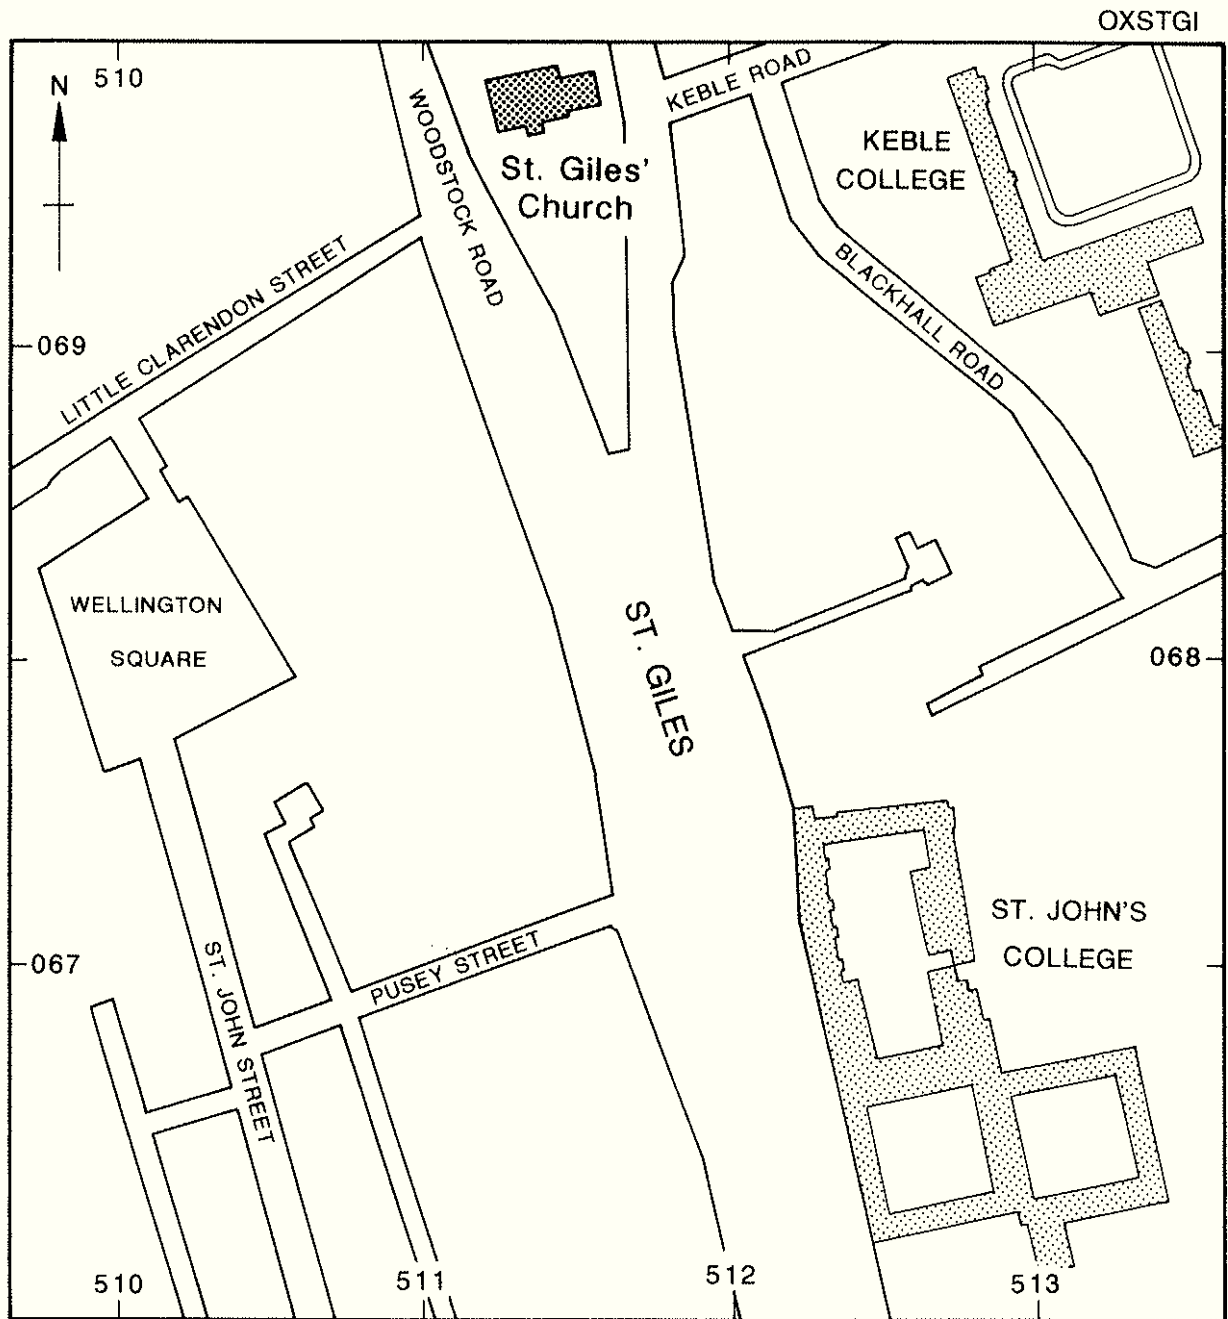 OXSTGI
N
510
KEBLE ROAD
WOODSTOCK ROAD
KEBLE
COLLEGE
St. Giles'
Church
LITTLE CLARENDON STREET
BLACKHALL ROAD
069
WELLINGTON
SQUARE
ST. GILES
068
ST. JOHN'S
COLLEGE
067
PUSEY STREET
ST. JOHN STREET
510
511
512
513